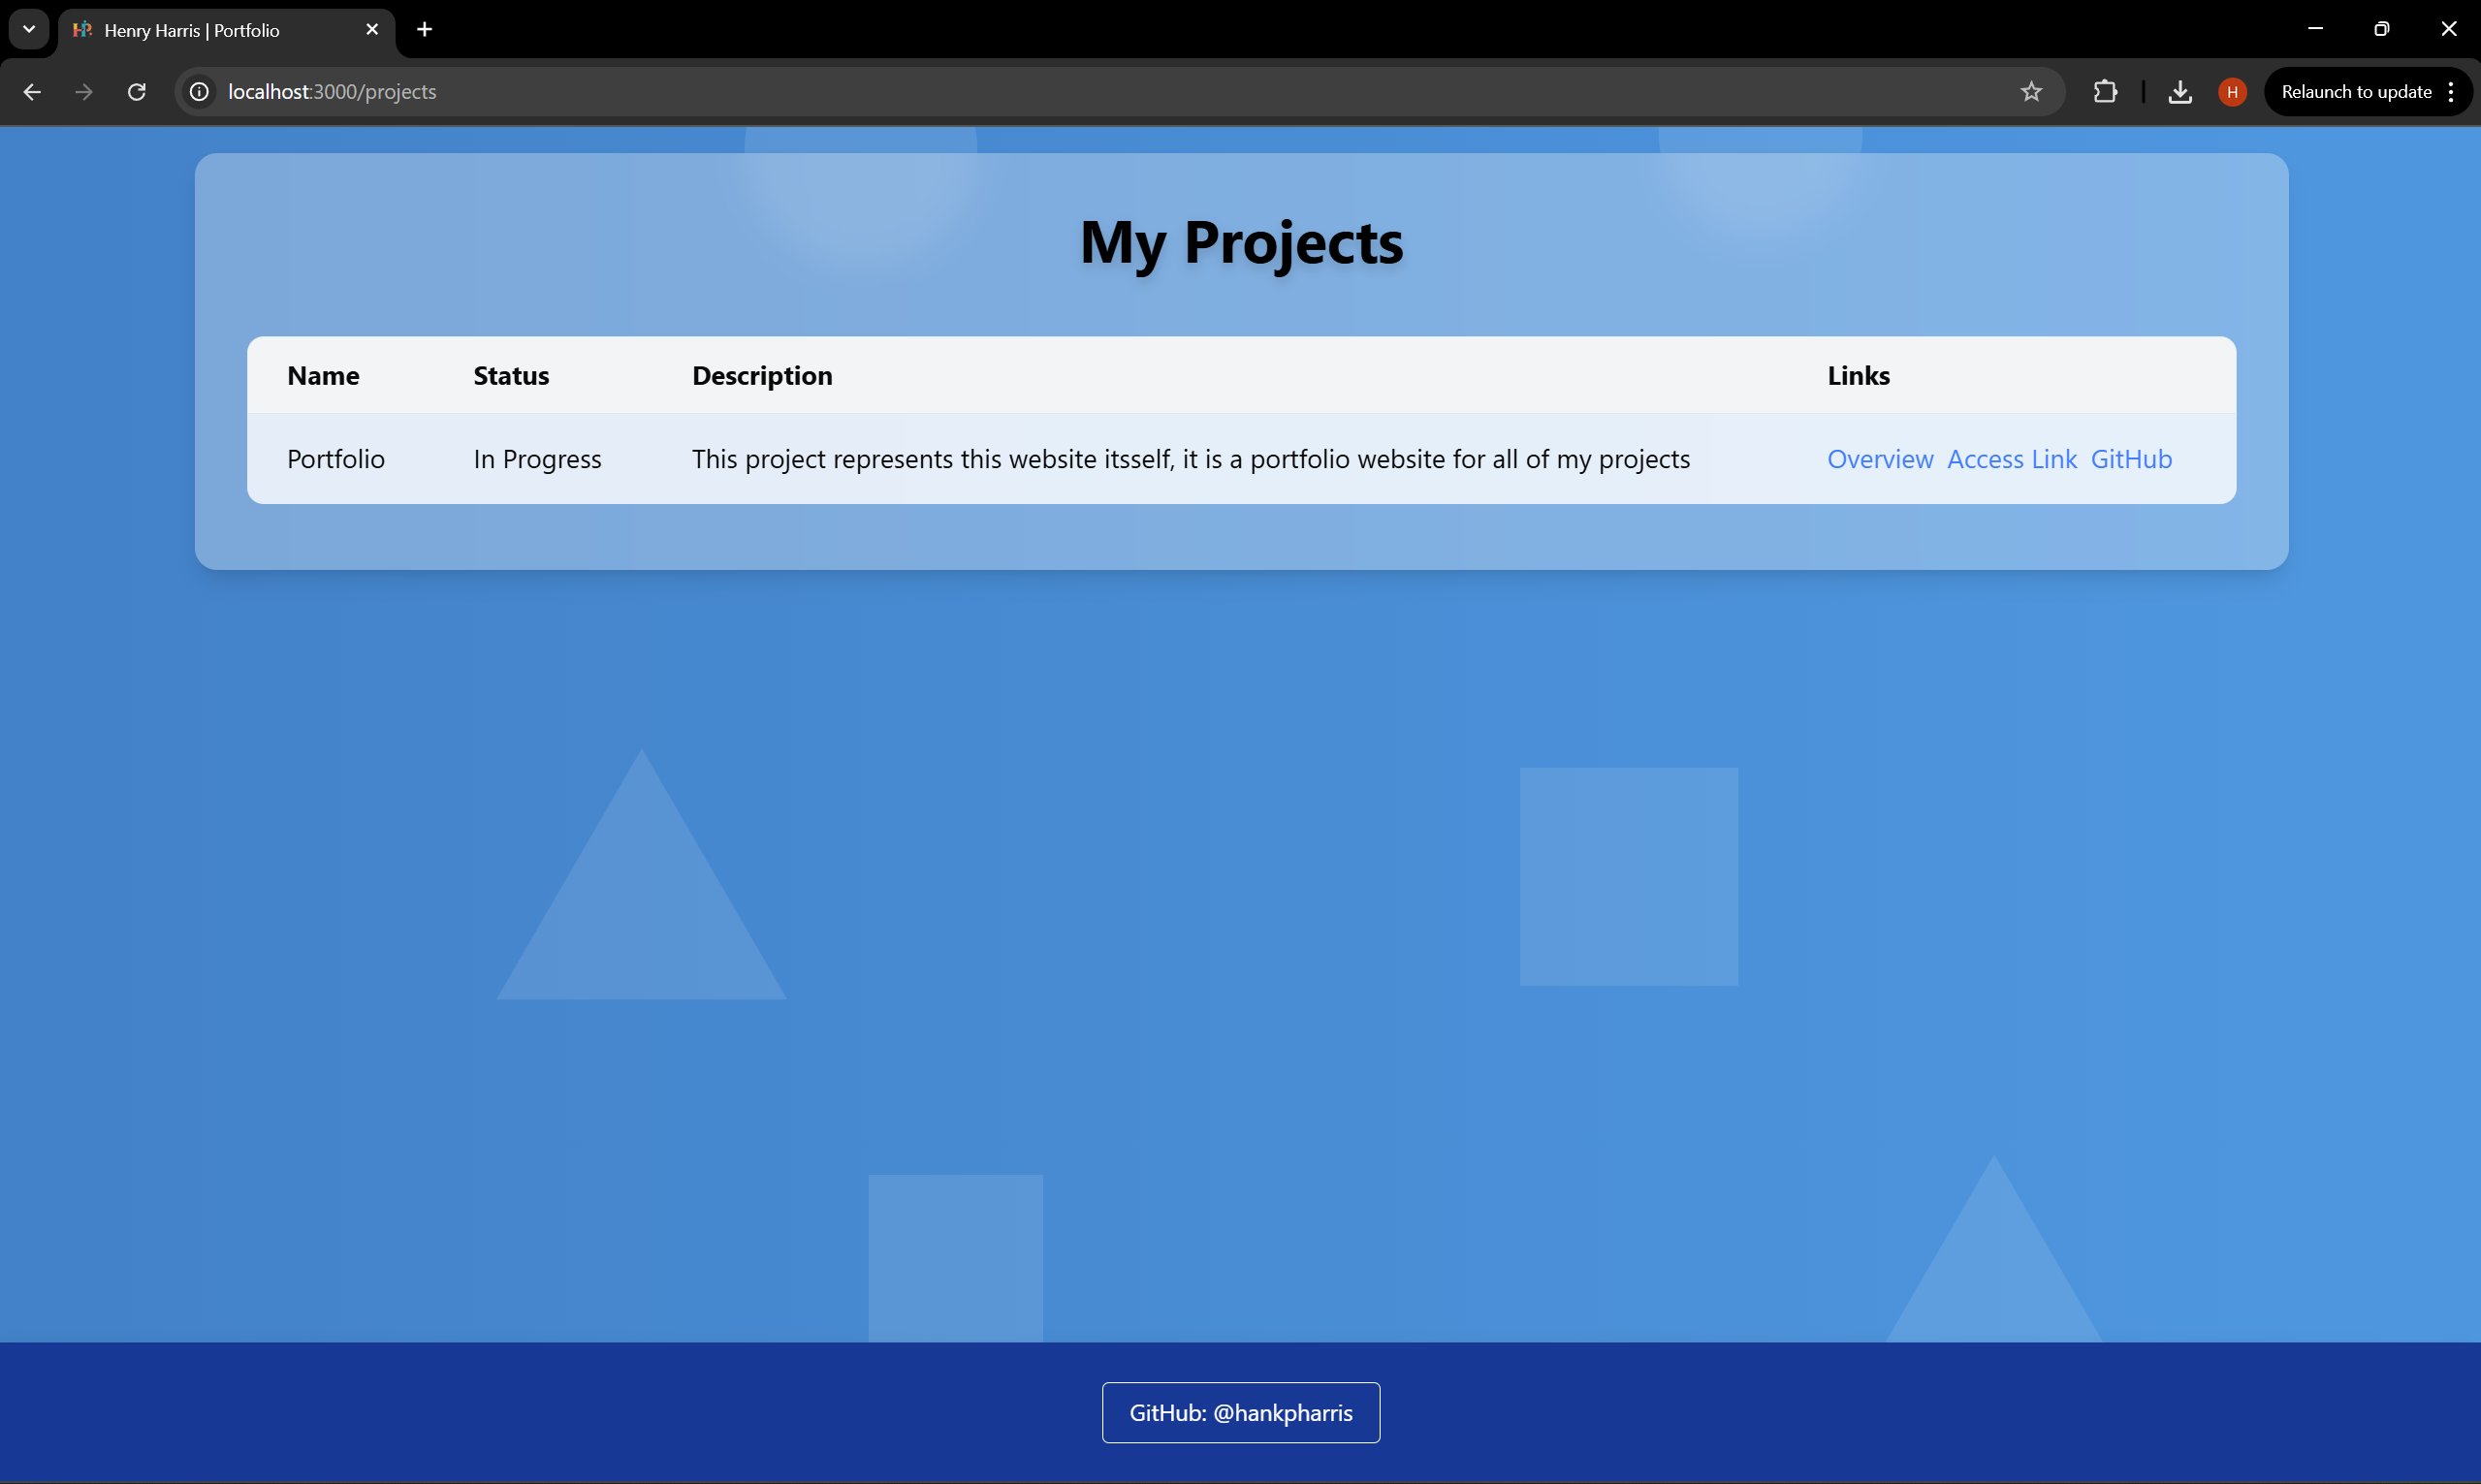 Henry Harris | Portfolio
localhost:3000/projects
H
Relaunch to update
My Projects
Name Status Description Links
Portfolio In Progress This project represents this website itsself, it is a portfolio website for all of my projects Overview Access Link GitHub
GitHub: @hankpharris